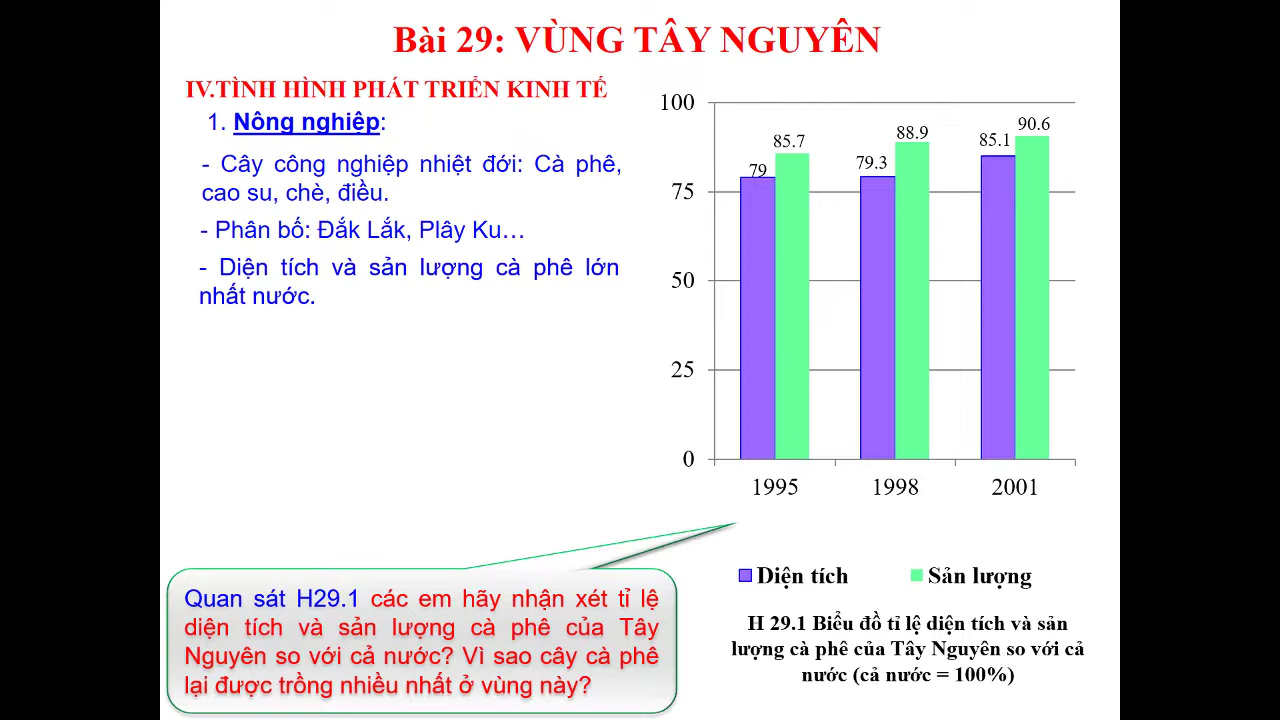 Bài 29: VÙNG TÂY NGUYÊN
IV.TÌNH HÌNH PHÁT TRIỂN KINH TẾ
1. Nông nghiệp:
- Cây công nghiệp nhiệt đới: Cà phê,
cao su, chè, điều.
- Phân bố: Đắk Lắk, Plây Ku…
- Diện tích và sản lượng cà phê lớn
nhất nước.
100
75
50
25
0
79
85.7
79.3
88.9
85.1
90.6
1995
1998
2001
Diện tích
Sản lượng
H 29.1 Biểu đồ tỉ lệ diện tích và sản
lượng cà phê của Tây Nguyên so với cả
nước (cả nước = 100%)
Quan sát H29.1 các em hãy nhận xét tỉ lệ
diện tích và sản lượng cà phê của Tây
Nguyên so với cả nước? Vì sao cây cà phê
lại được trồng nhiều nhất ở vùng này?